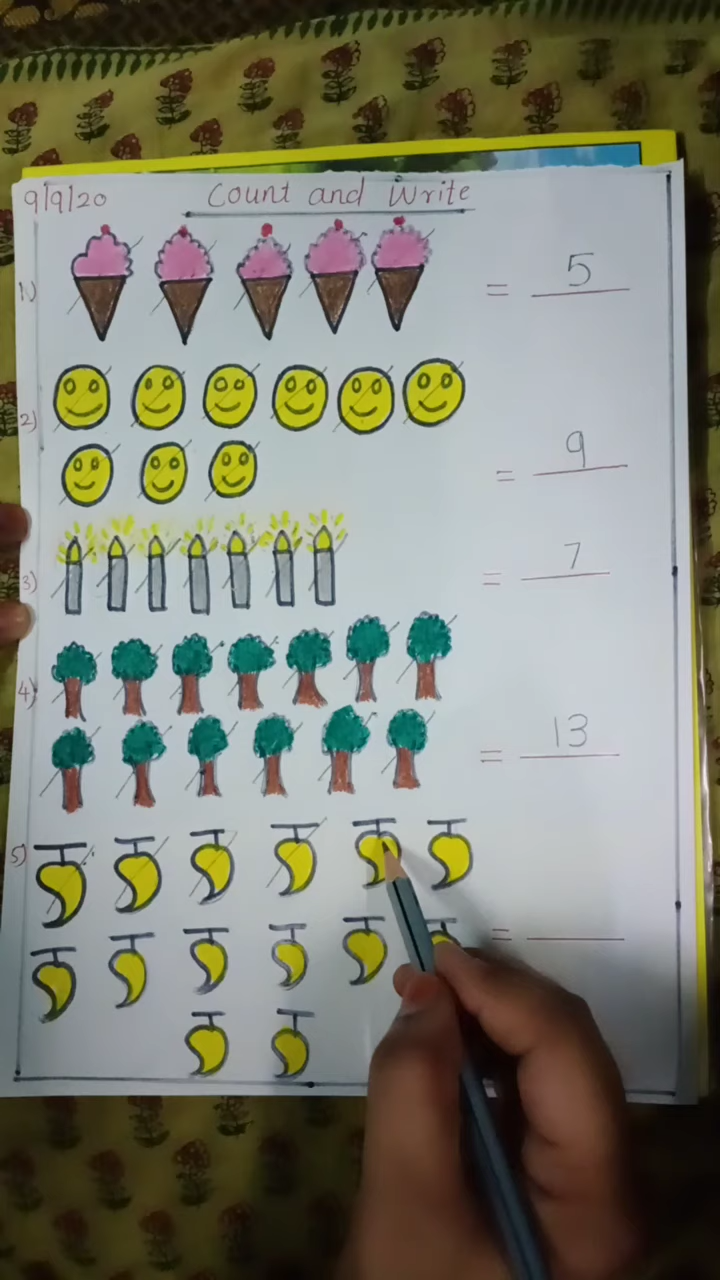 9/9/20 Count and Write
1) = 5
2) = 9
3) = 7
4) = 13
5) =